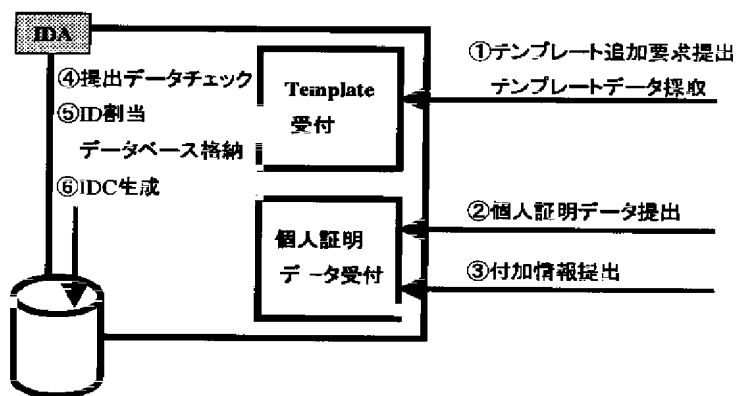 IDA
①テンプレート追加要求提出
テンプレートデータ採取
④提出データチェック
⑤ID割当
データベース格納
⑥IDC生成
Template
受付
②個人証明データ提出
③付加情報提出
個人証明
データ受付